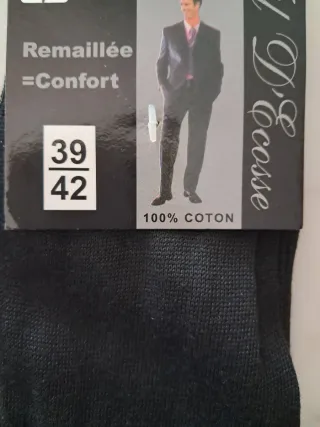 Remaillée
=Confort
39
42
100% COTON
D'Ecosse